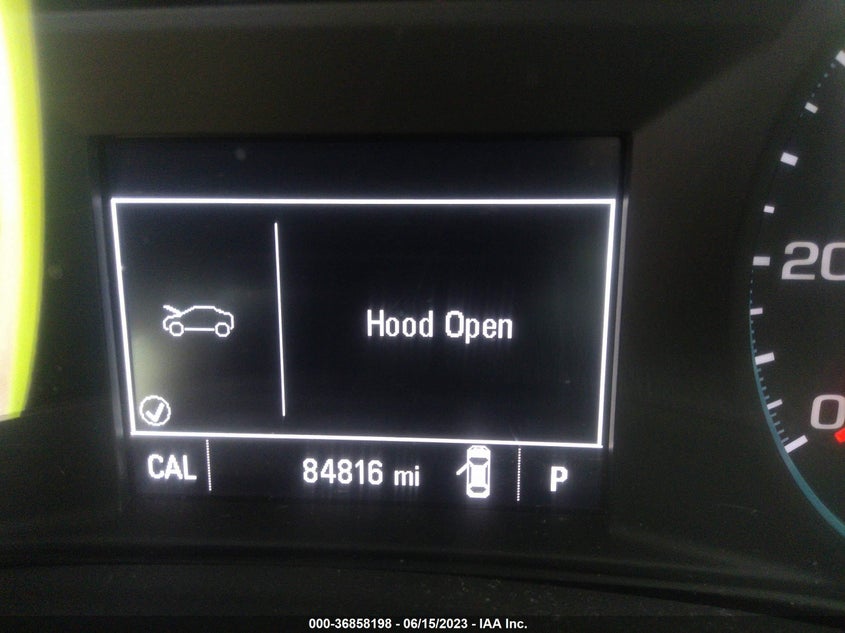 20
Hood Open
0
CAL 84816 mi P
000-36858198 - 06/15/2023 - IAA Inc.